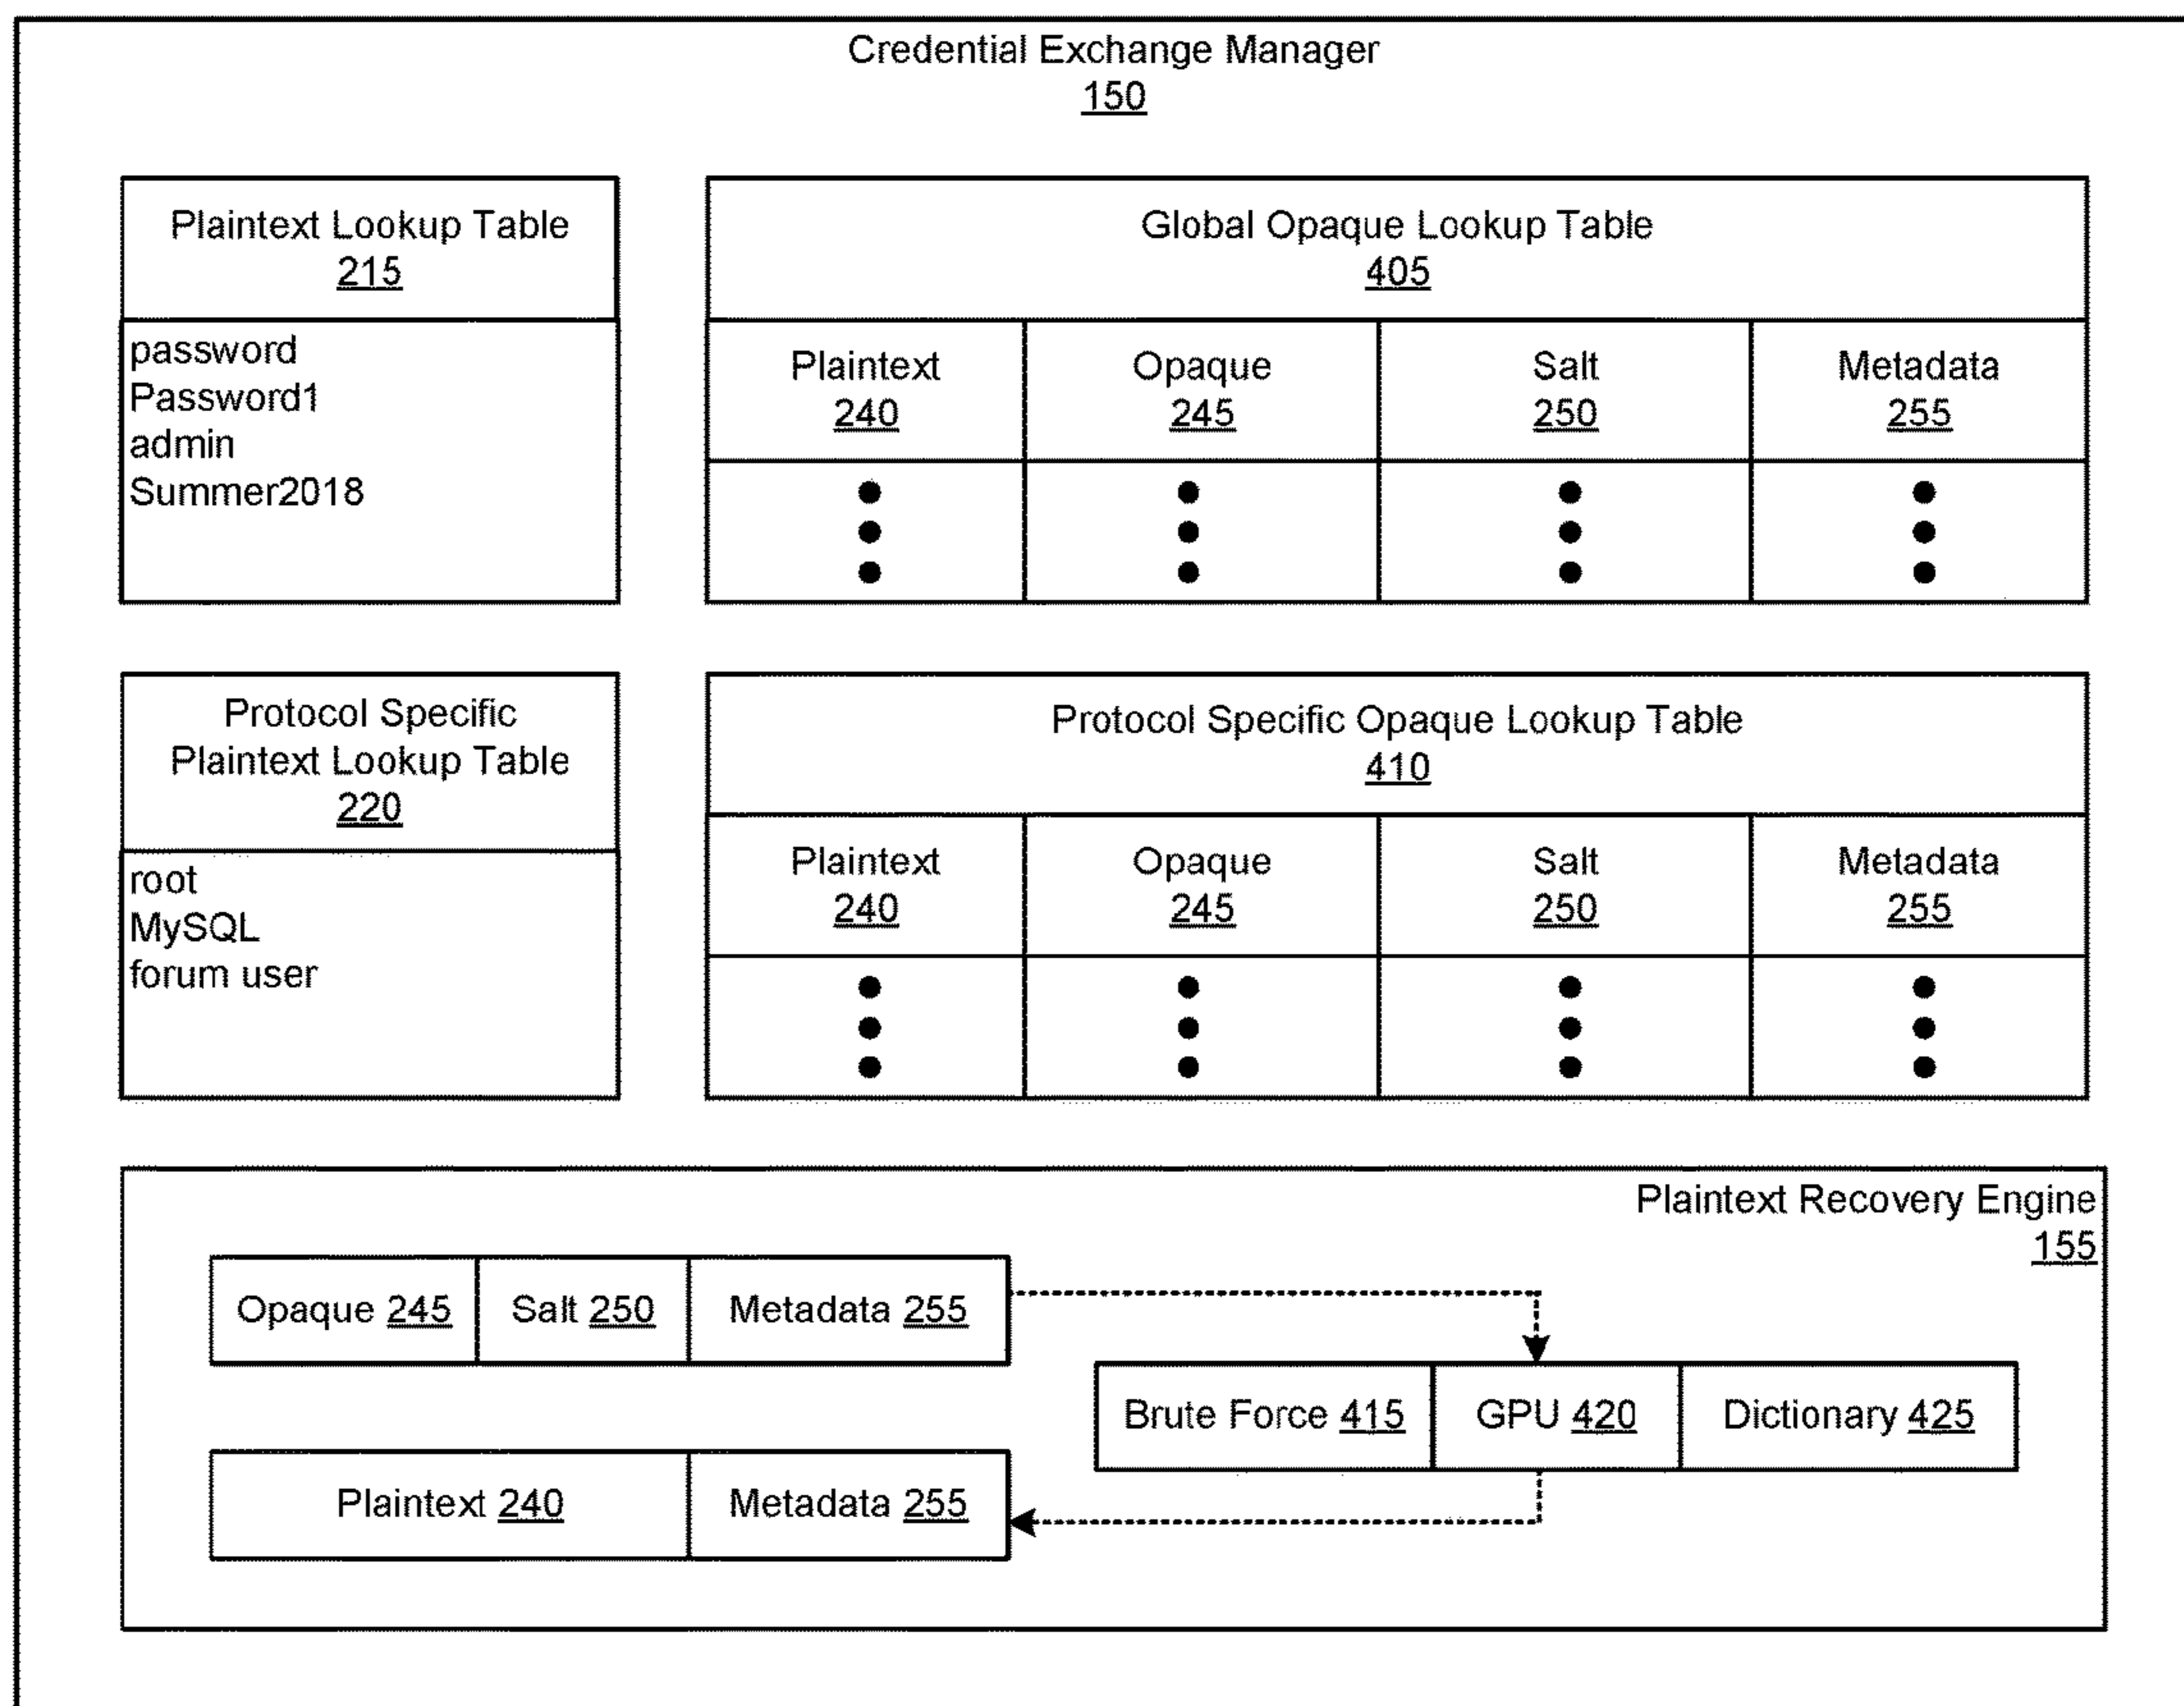 Credential Exchange Manager
150
Plaintext Lookup Table
215
password
Password1
admin
Summer2018
Global Opaque Lookup Table
405
Plaintext Opaque Salt Metadata
240 245 250 255
Protocol Specific
Plaintext Lookup Table
220
root
MySQL
forum user
Protocol Specific Opaque Lookup Table
410
Plaintext Opaque Salt Metadata
240 245 250 255
Plaintext Recovery Engine
155
Opaque 245 Salt 250 Metadata 255
Brute Force 415 GPU 420 Dictionary 425
Plaintext 240 Metadata 255